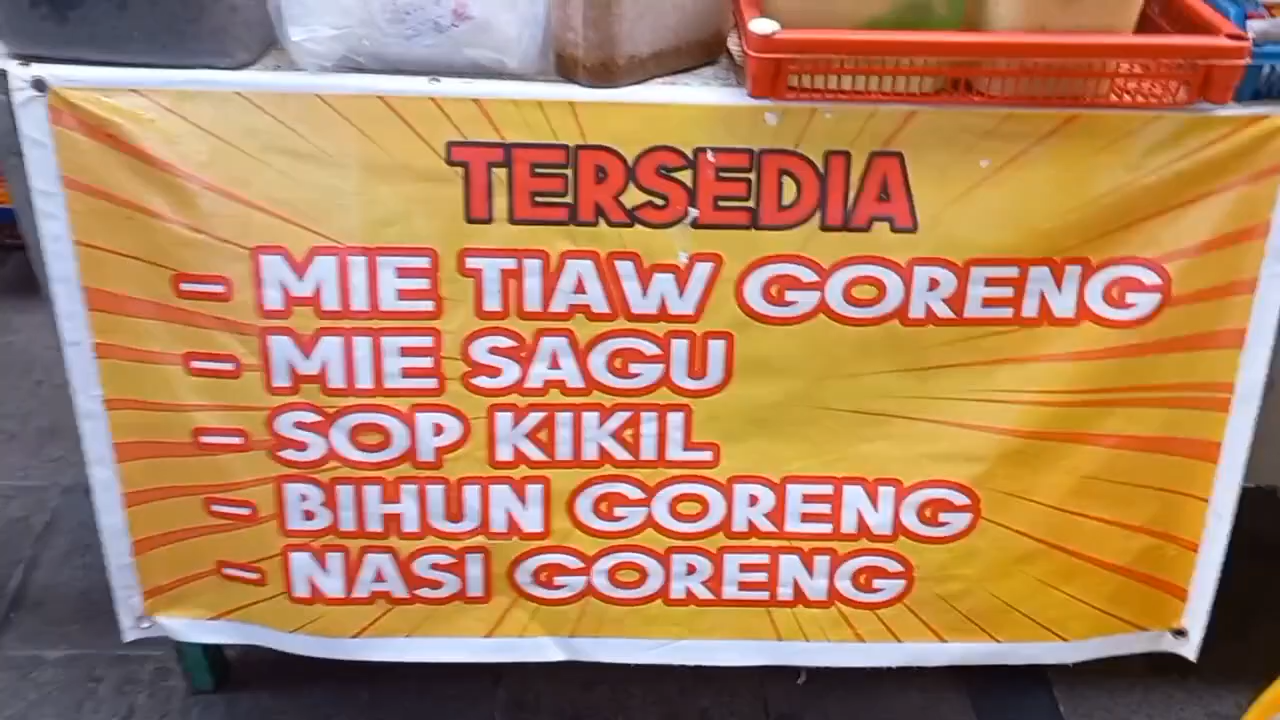 TERSEDIA
- MIE TIAW GORENG
- MIE SAGU
- SOP KIKIL
- BIHUN GORENG
- NASI GORENG